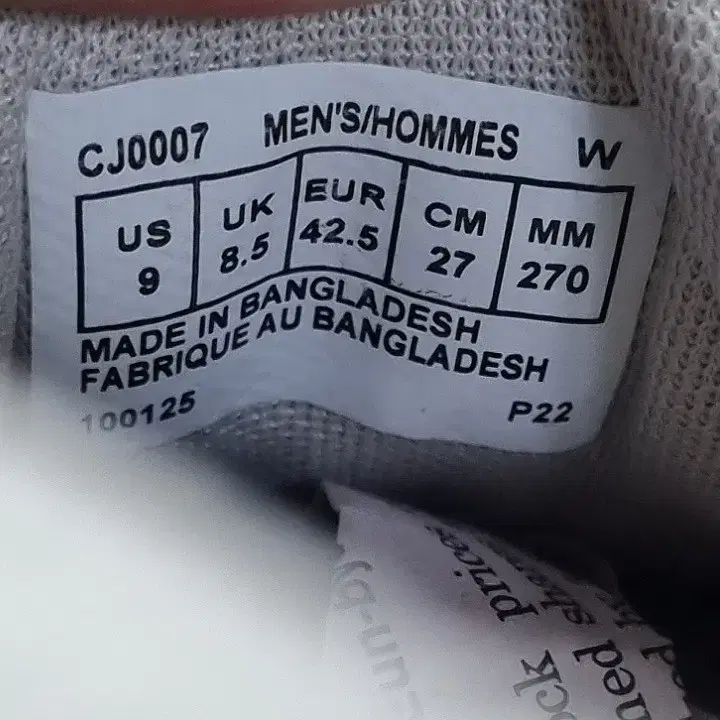 CJ0007 MEN'S/HOMMES W
US UK EUR CM MM
9 8.5 42.5 27 270
MADE IN BANGLADESH
FABRIQUE AU BANGLADESH
100125 P22
price